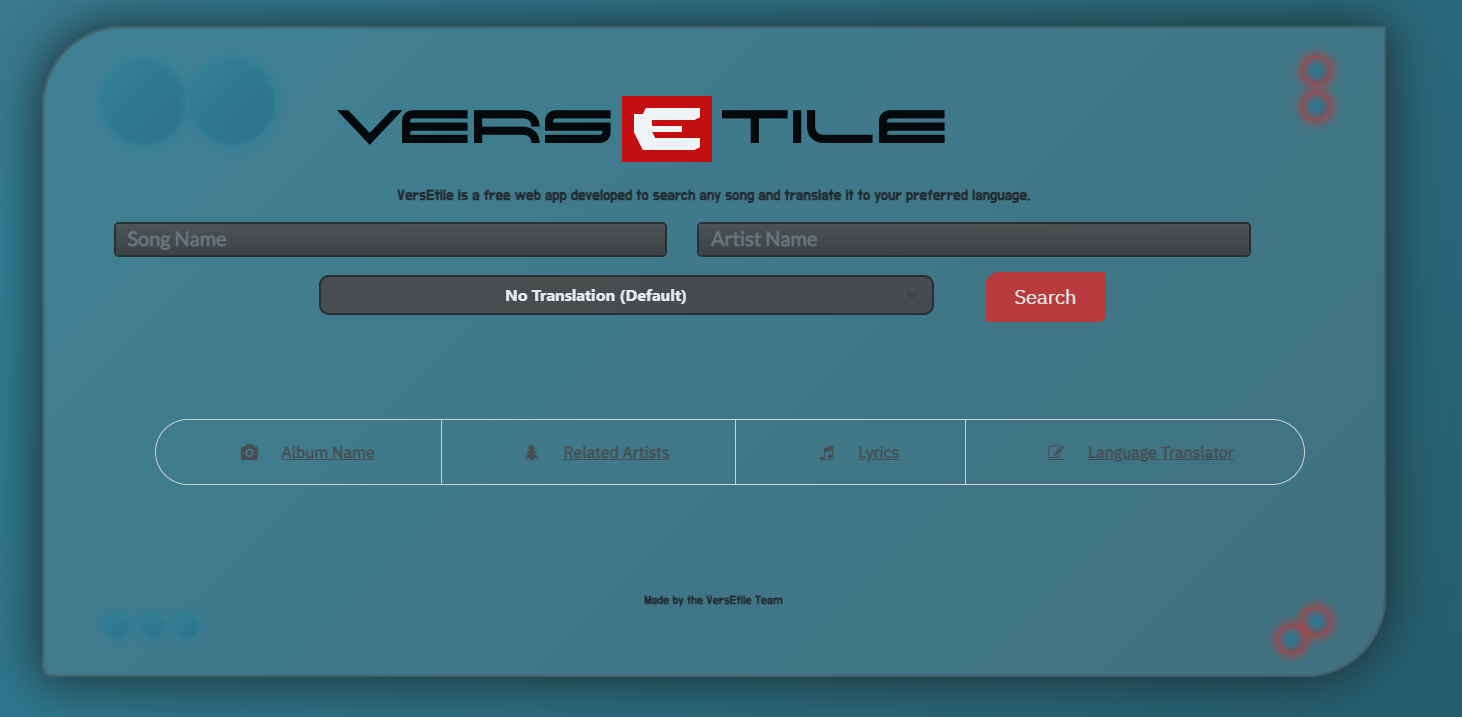 VERSETILE
VersEtile is a free web app developed to search any song and translate it to your preferred language.
Song Name
Artist Name
No Translation (Default)
Search
Album Name
Related Artists
Lyrics
Language Translator
Made by the VersEtile Team